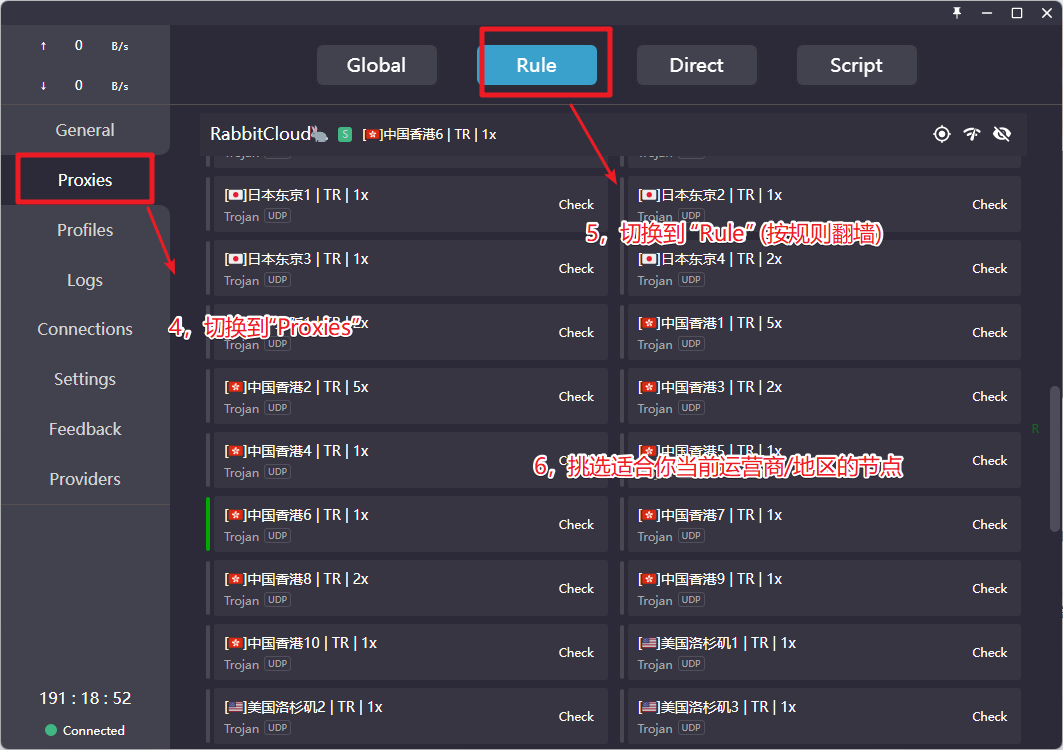 ↑ 0 B/s
↓ 0 B/s
General
Proxies
Profiles
Logs
Connections
Settings
Feedback
Providers
191 : 18 : 52
Connected
Global
Rule
Direct
Script
RabbitCloud🐇 S [🇭🇰]中国香港6 | TR | 1x
[🇯🇵]日本东京1 | TR | 1x
Trojan UDP
Check
[🇯🇵]日本东京2 | TR | 1x
Trojan UDP
Check
5，切换到 “Rule” (按规则翻墙)
[🇯🇵]日本东京3 | TR | 1x
Trojan UDP
Check
[🇯🇵]日本东京4 | TR | 2x
Trojan UDP
Check
4，切换到“Proxies”
2x
Trojan UDP
Check
[🇭🇰]中国香港1 | TR | 5x
Trojan UDP
Check
[🇭🇰]中国香港2 | TR | 5x
Trojan UDP
Check
[🇭🇰]中国香港3 | TR | 2x
Trojan UDP
Check
[🇭🇰]中国香港4 | TR | 1x
Trojan UDP
[🇭🇰]中国香港5 | TR | 1x
Check
6，挑选适合你当前运营商/地区的节点
[🇭🇰]中国香港6 | TR | 1x
Trojan UDP
Check
[🇭🇰]中国香港7 | TR | 1x
Trojan UDP
Check
[🇭🇰]中国香港8 | TR | 2x
Trojan UDP
Check
[🇭🇰]中国香港9 | TR | 1x
Trojan UDP
Check
[🇭🇰]中国香港10 | TR | 1x
Trojan UDP
Check
[🇺🇸]美国洛杉矶1 | TR | 1x
Trojan UDP
Check
[🇺🇸]美国洛杉矶2 | TR | 1x
Trojan UDP
Check
[🇺🇸]美国洛杉矶3 | TR | 1x
Trojan UDP
Check
R